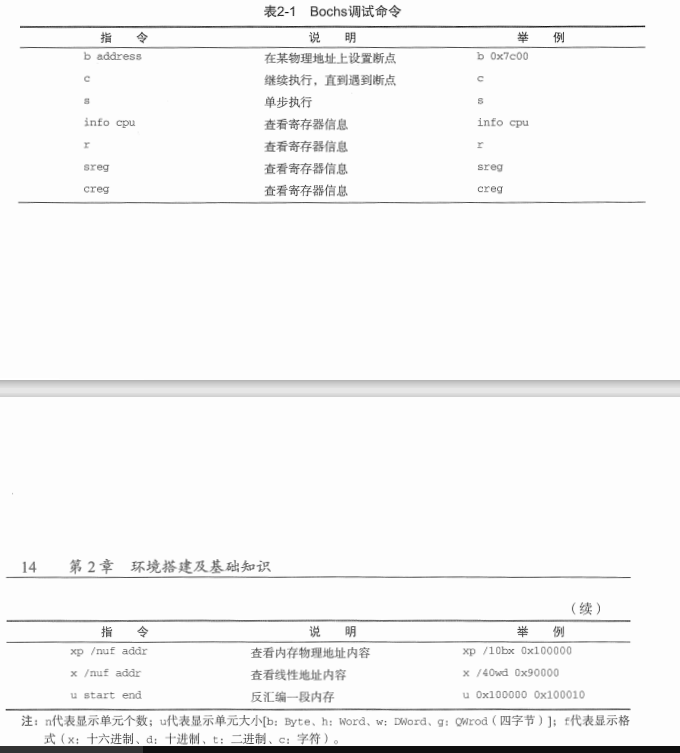 表2-1 Bochs调试命令
指 令 说 明 举 例
b address 在某物理地址上设置断点 b 0x7c00
c 继续执行，直到遇到断点 c
s 单步执行 s
info cpu 查看寄存器信息 info cpu
r 查看寄存器信息 r
sreg 查看寄存器信息 sreg
creg 查看寄存器信息 creg
14 第2章 环境搭建及基础知识
（续）
指 令 说 明 举 例
xp /nuf addr 查看内存物理地址内容 xp /10bx 0x100000
x /nuf addr 查看线性地址内容 x /40wd 0x90000
u start end 反汇编一段内存 u 0x100000 0x100010
注：n代表显示单元个数；u代表显示单元大小[b：Byte、h：Word、w：DWord、g：QWrod（四字节）]；f代表显示格
式（x：十六进制、d：十进制、t：二进制、c：字符）。